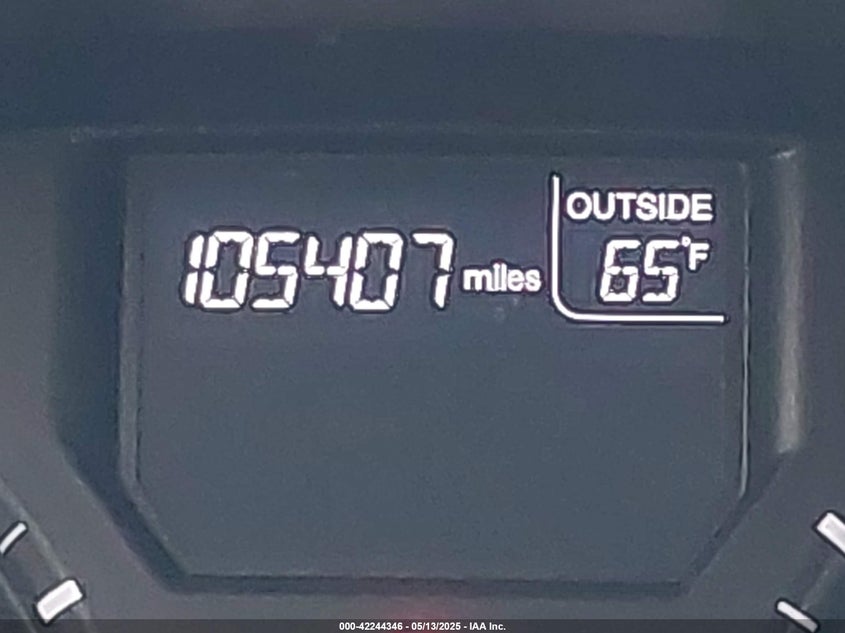 OUTSIDE
105407 miles 65°F
000-42244346 - 05/13/2025 - IAA Inc.